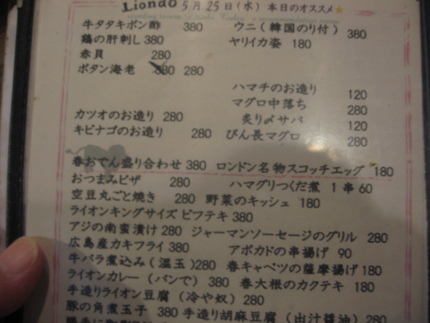 Liondo 5月25日(水)本日のオススメ★
牛タタキポン酢 380 ウニ(韓国のり付)380
鶏の肝刺し 380 ヤリイカ姿 180
赤貝 280
ボタン海老 280
ハマチのお造り 120
マグロ中落ち 280
カツオのお造り 280 炙り〆サバ 120
キビナゴのお造り 280 びん長マグロ 280
春おでん盛り合わせ 380 ロンドン名物スコッチエッグ 180
おつまみピザ 280 ハマグリつくだ煮 1串60
空豆丸ごと焼き 280 野菜のキッシュ 180
ライオンキングサイズ ビフテキ 380
アジの南蛮漬け 280 ジャーマンソーセージのグリル 280
広島産カキフライ 380 アボカドの串揚げ 90
牛バラ煮込み(温玉)280 春キャベツの薩摩揚げ 180
ライオンカレー(パンで)380 春大根のカクテキ 180
手造りライオン豆腐(冷や奴)280
豚の角煮玉子 380 手造り胡麻豆腐(出汁醤油)280